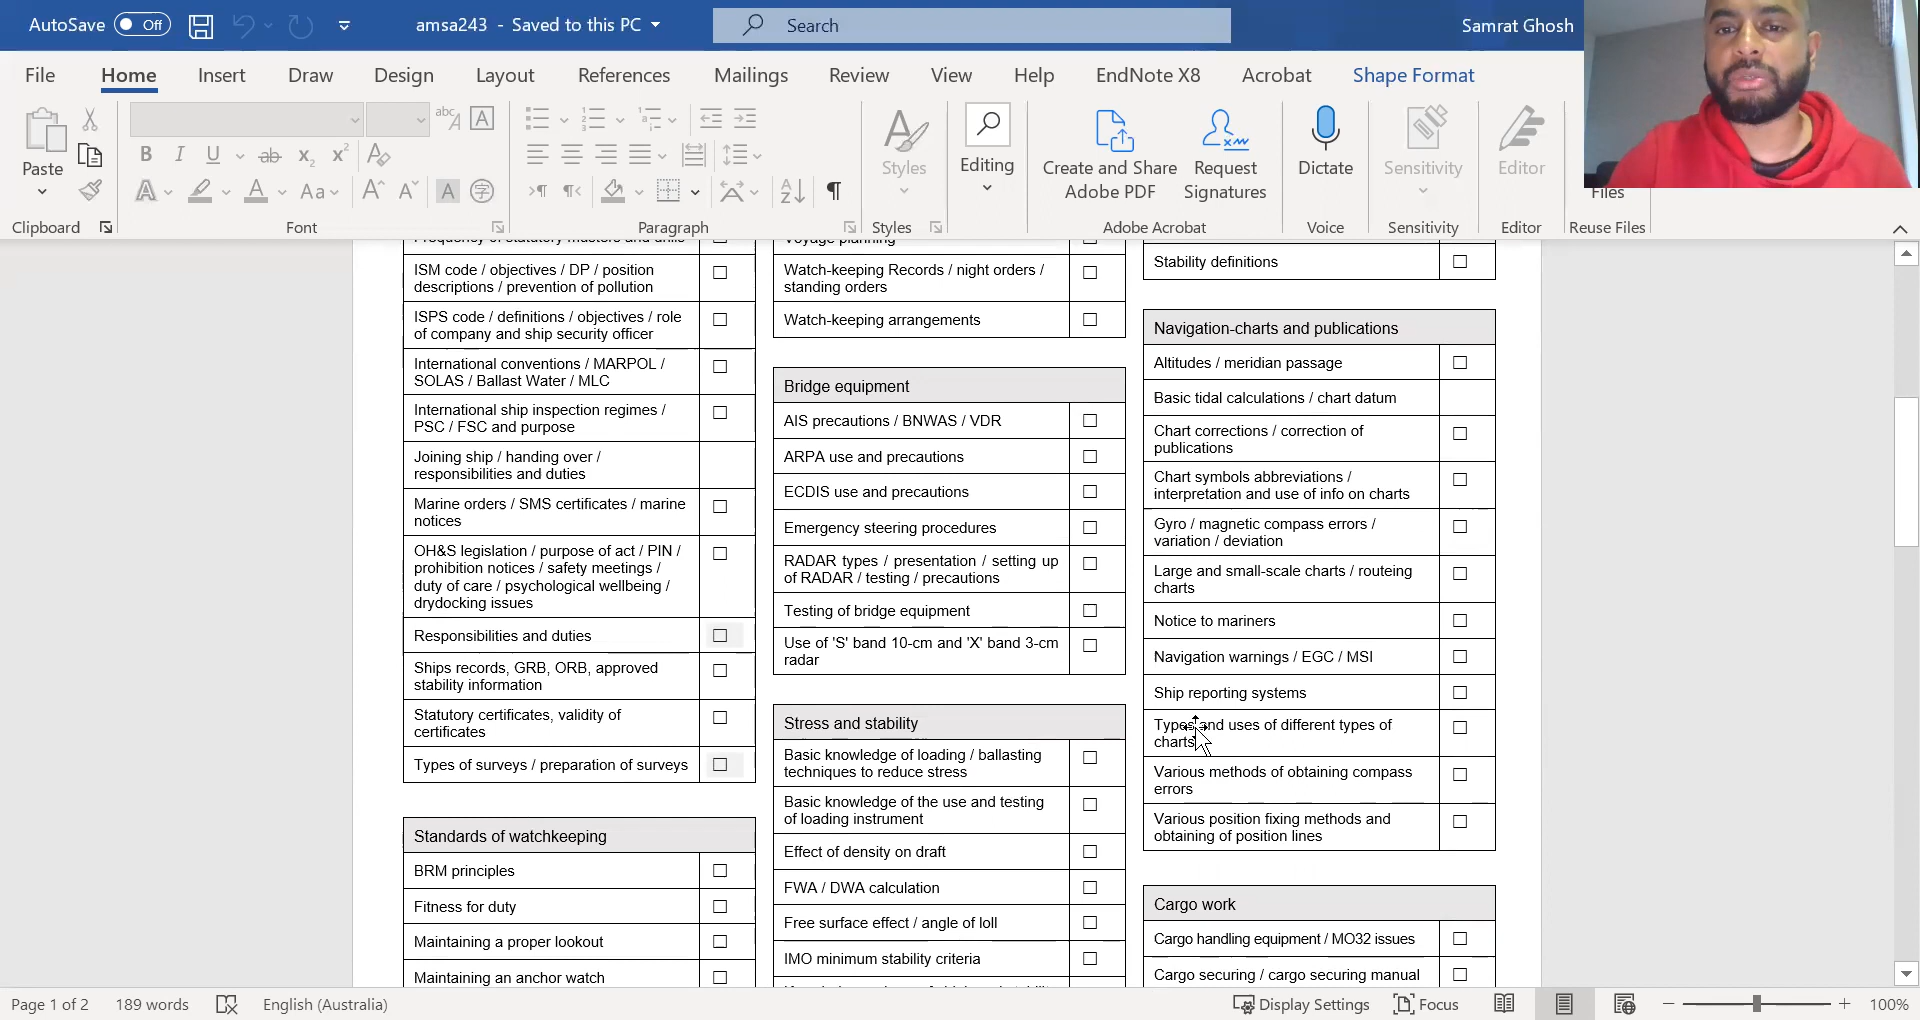 AutoSave Off amsa243 - Saved to this PC Search Samrat Ghosh
File Home Insert Draw Design Layout References Mailings Review View Help EndNote X8 Acrobat Shape Format
Paste
Styles
Editing
Create and Share
Adobe PDF
Request
Signatures
Dictate
Sensitivity
Editor
Files
Clipboard Font Paragraph Styles Adobe Acrobat Voice Sensitivity Editor Reuse Files
Frequency of statutory musters and drills
ISM code / objectives / DP / position
descriptions / prevention of pollution
ISPS code / definitions / objectives / role
of company and ship security officer
International conventions / MARPOL /
SOLAS / Ballast Water / MLC
International ship inspection regimes /
PSC / FSC and purpose
Joining ship / handing over /
responsibilities and duties
Marine orders / SMS certificates / marine
notices
OH&S legislation / purpose of act / PIN /
prohibition notices / safety meetings /
duty of care / psychological wellbeing /
drydocking issues
Responsibilities and duties
Ships records, GRB, ORB, approved
stability information
Statutory certificates, validity of
certificates
Types of surveys / preparation of surveys
Standards of watchkeeping
BRM principles
Fitness for duty
Maintaining a proper lookout
Maintaining an anchor watch
Voyage planning
Watch-keeping Records / night orders /
standing orders
Watch-keeping arrangements
Bridge equipment
AIS precautions / BNWAS / VDR
ARPA use and precautions
ECDIS use and precautions
Emergency steering procedures
RADAR types / presentation / setting up
of RADAR / testing / precautions
Testing of bridge equipment
Use of 'S' band 10-cm and 'X' band 3-cm
radar
Stress and stability
Basic knowledge of loading / ballasting
techniques to reduce stress
Basic knowledge of the use and testing
of loading instrument
Effect of density on draft
FWA / DWA calculation
Free surface effect / angle of loll
IMO minimum stability criteria
Stability definitions
Navigation-charts and publications
Altitudes / meridian passage
Basic tidal calculations / chart datum
Chart corrections / correction of
publications
Chart symbols abbreviations /
interpretation and use of info on charts
Gyro / magnetic compass errors /
variation / deviation
Large and small-scale charts / routeing
charts
Notice to mariners
Navigation warnings / EGC / MSI
Ship reporting systems
Types and uses of different types of
charts
Various methods of obtaining compass
errors
Various position fixing methods and
obtaining of position lines
Cargo work
Cargo handling equipment / MO32 issues
Cargo securing / cargo securing manual
Page 1 of 2 189 words English (Australia) Display Settings Focus 100%